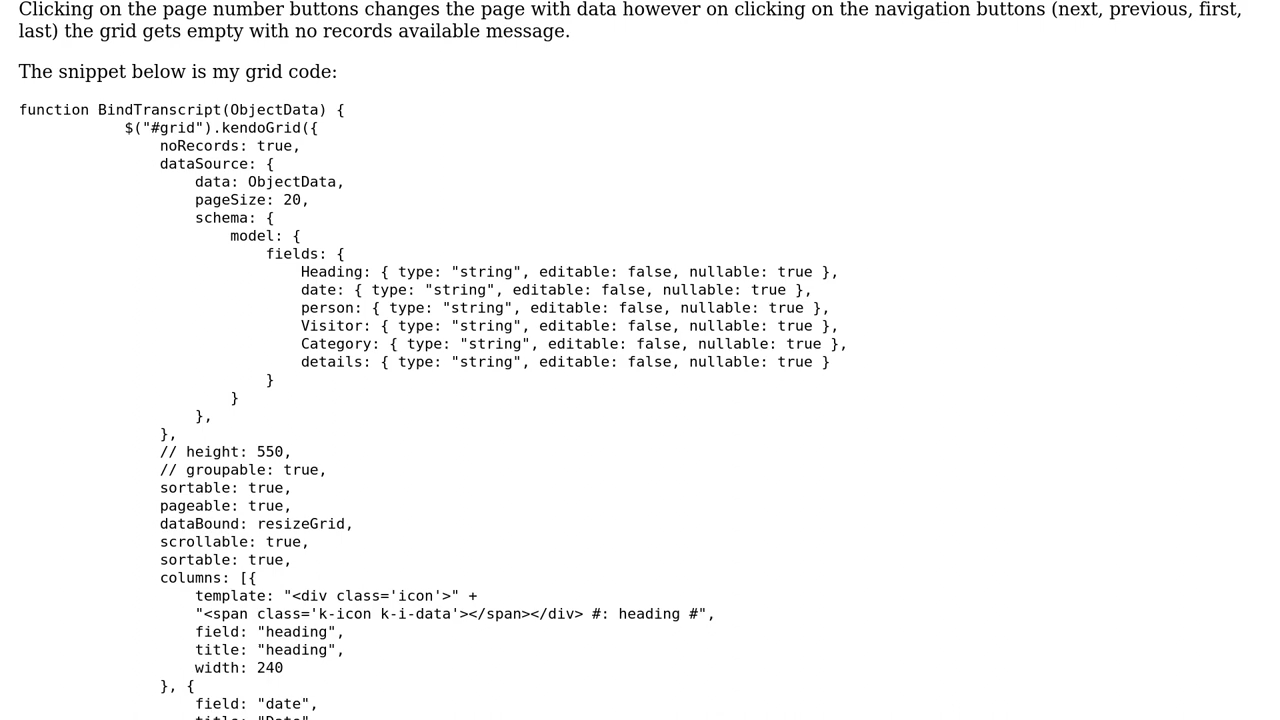 Clicking on the page number buttons changes the page with data however on clicking on the navigation buttons (next, previous, first,
last) the grid gets empty with no records available message.
The snippet below is my grid code:
function BindTranscript(ObjectData) {
            $("#grid").kendoGrid({
                noRecords: true,
                dataSource: {
                    data: ObjectData,
                    pageSize: 20,
                    schema: {
                        model: {
                            fields: {
                                Heading: { type: "string", editable: false, nullable: true },
                                date: { type: "string", editable: false, nullable: true },
                                person: { type: "string", editable: false, nullable: true },
                                Visitor: { type: "string", editable: false, nullable: true },
                                Category: { type: "string", editable: false, nullable: true },
                                details: { type: "string", editable: false, nullable: true }
                            }
                        }
                    },
                },
                // height: 550,
                // groupable: true,
                sortable: true,
                pageable: true,
                dataBound: resizeGrid,
                scrollable: true,
                sortable: true,
                columns: [{
                    template: "<div class='icon'>" +
                    "<span class='k-icon k-i-data'></span></div> #: heading #",
                    field: "heading",
                    title: "heading",
                    width: 240
                }, {
                    field: "date",
                    title: "Date"